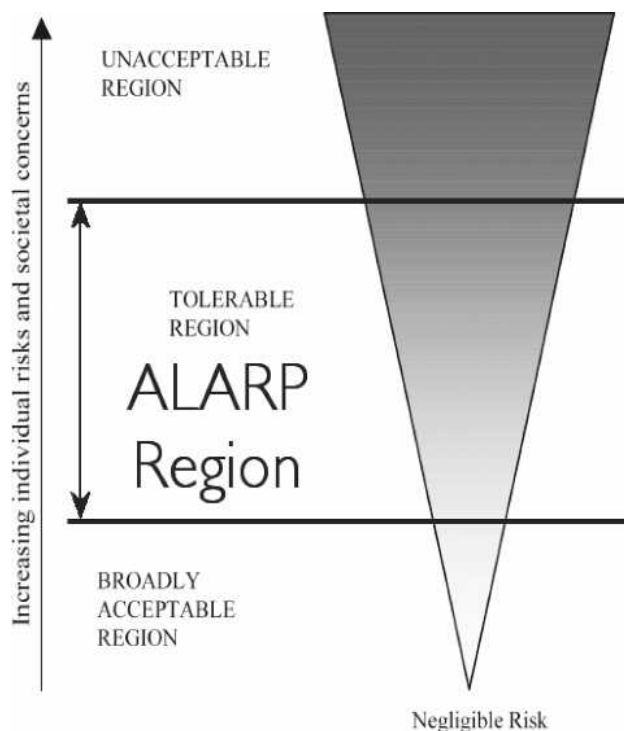 Increasing individual risks and societal concerns
UNACCEPTABLE
REGION
TOLERABLE
REGION
ALARP
Region
BROADLY
ACCEPTABLE
REGION
Negligible Risk